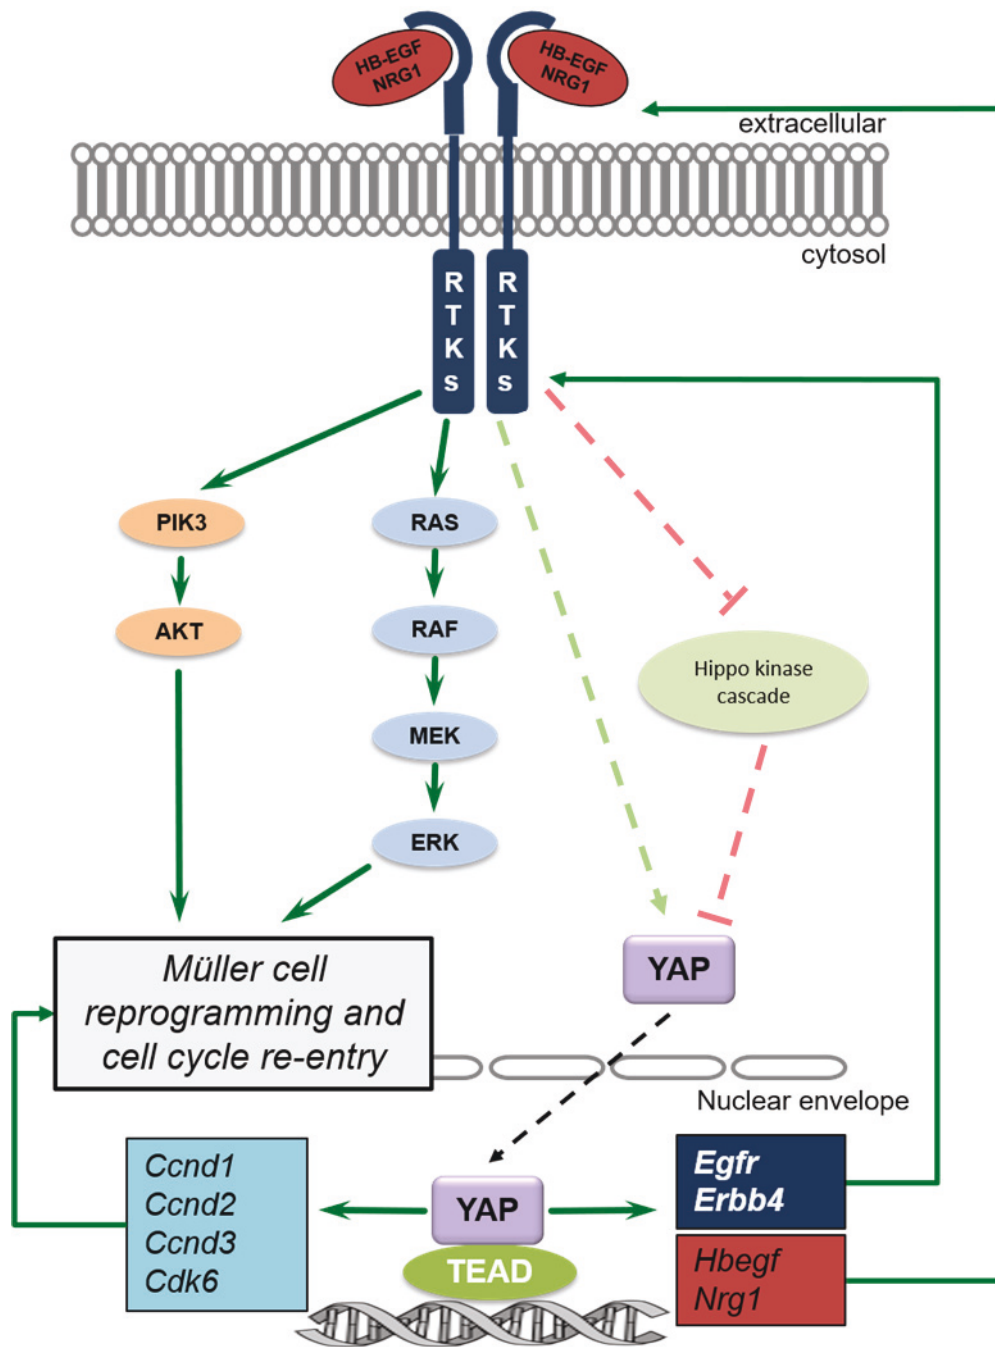 HB-EGF
NRG1
HB-EGF
NRG1
extracellular
cytosol
R
T
K
s
R
T
K
s
PIK3
RAS
AKT
RAF
Hippo kinase
cascade
MEK
ERK
Müller cell
reprogramming and
cell cycle re-entry
YAP
Nuclear envelope
Ccnd1
Ccnd2
Ccnd3
Cdk6
YAP
TEAD
Egfr
Erbb4
Hbegf
Nrg1